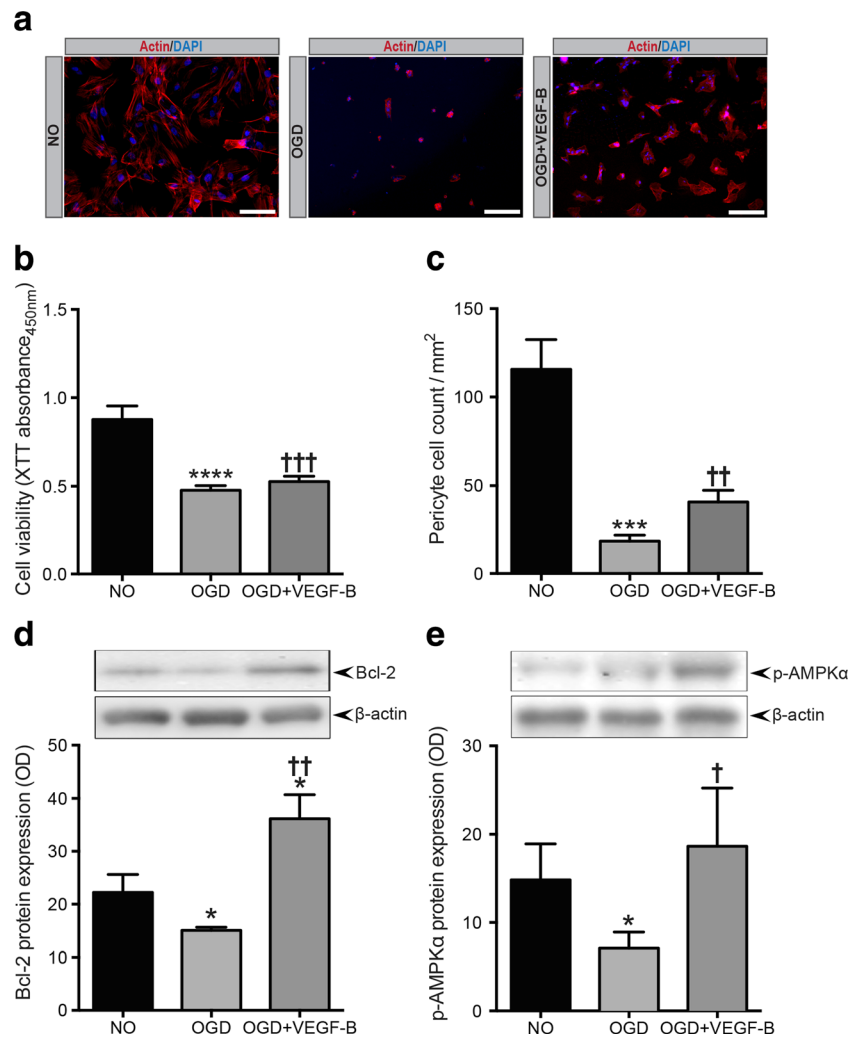 a
Actin/DAPI
NO
Actin/DAPI
OGD
Actin/DAPI
OGD+VEGF-B
b
Cell viability (XTT absorbance450nm)
1.5
1.0
0.5
0.0
****
†††
NO OGD OGD+VEGF-B
c
Pericyte cell count / mm2
150
100
50
0
***
††
NO OGD OGD+VEGF-B
d
Bcl-2
β-actin
Bcl-2 protein expression (OD)
50
40
30
20
10
0
*
††
*
NO OGD OGD+VEGF-B
e
p-AMPKα
β-actin
p-AMPKα protein expression (OD)
30
20
10
0
*
†
NO OGD OGD+VEGF-B